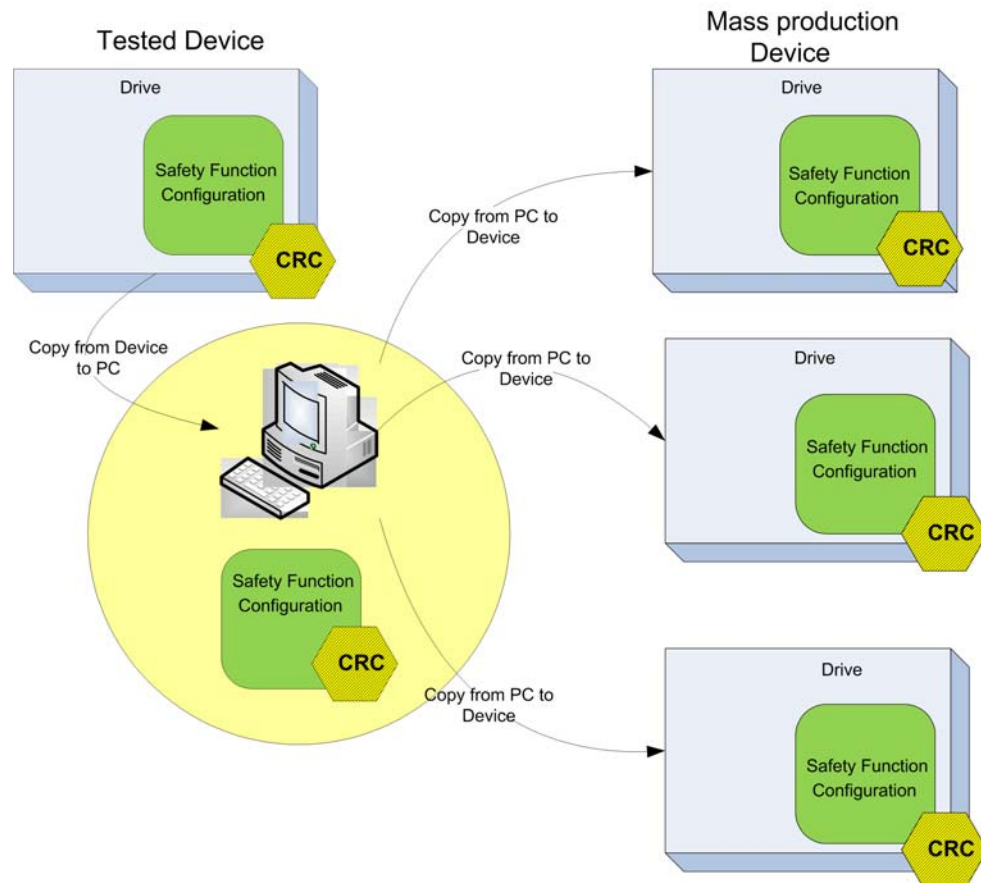 Tested Device
Drive
Safety Function
Configuration
CRC
Copy from Device
to PC
Safety Function
Configuration
CRC
Copy from PC to
Device
Copy from PC to
Device
Copy from PC to
Device
Mass production
Device
Drive
Safety Function
Configuration
CRC
Drive
Safety Function
Configuration
CRC
Drive
Safety Function
Configuration
CRC